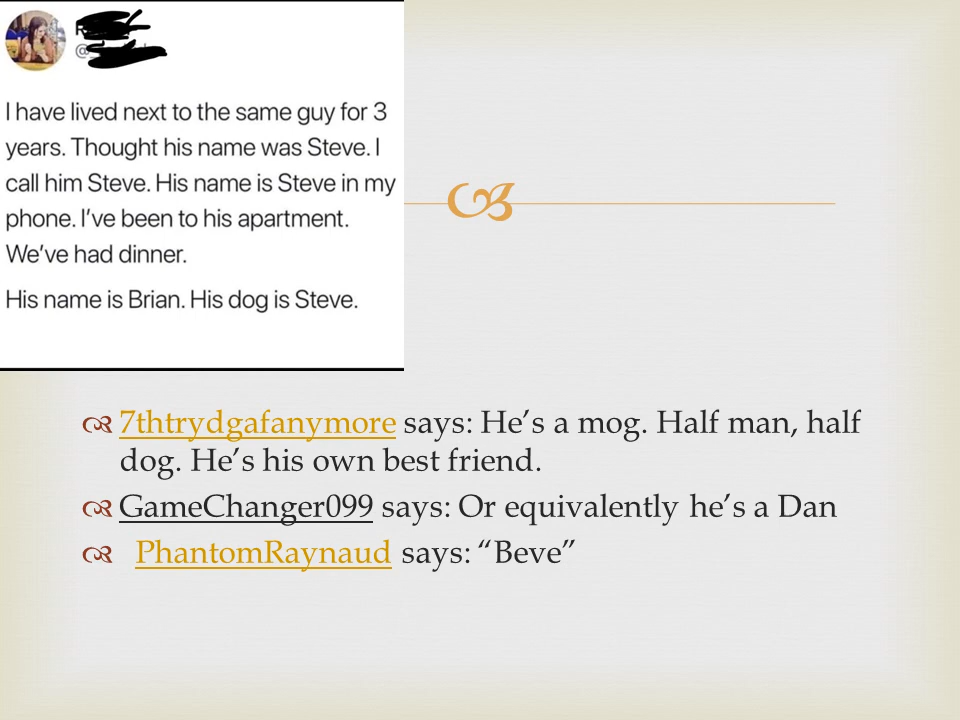 I have lived next to the same guy for 3
years. Thought his name was Steve. I
call him Steve. His name is Steve in my
phone. I've been to his apartment.
We've had dinner.
His name is Brian. His dog is Steve.
7thtrydgafanymore says: He’s a mog. Half man, half
dog. He’s his own best friend.
GameChanger099 says: Or equivalently he’s a Dan
PhantomRaynaud says: “Beve”